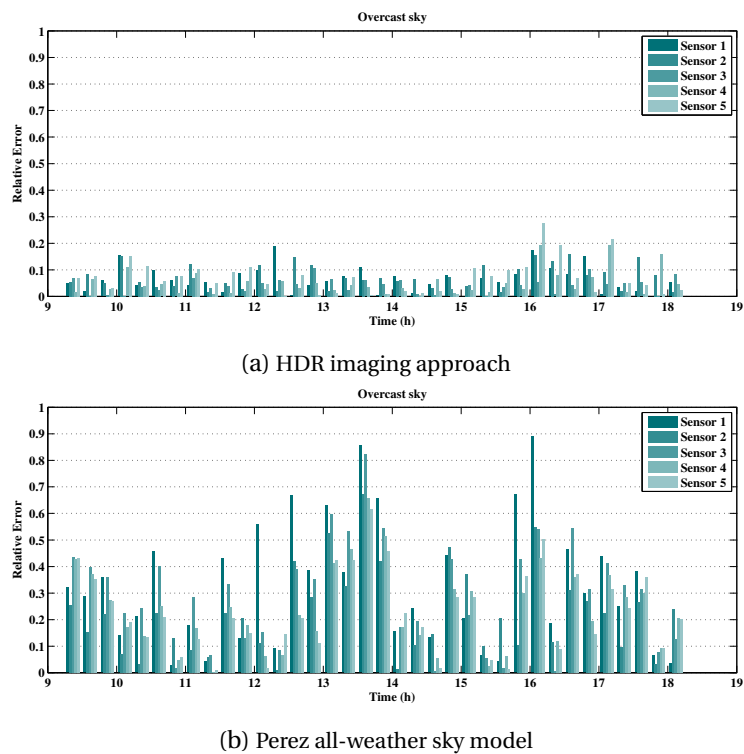 Overcast sky
1
0.9
0.8
0.7
0.6
0.5
0.4
0.3
0.2
0.1
0
Relative Error
Sensor 1
Sensor 2
Sensor 3
Sensor 4
Sensor 5
9 10 11 12 13 14 15 16 17 18 19
Time (h)
(a) HDR imaging approach
Overcast sky
1
0.9
0.8
0.7
0.6
0.5
0.4
0.3
0.2
0.1
0
Relative Error
Sensor 1
Sensor 2
Sensor 3
Sensor 4
Sensor 5
9 10 11 12 13 14 15 16 17 18 19
Time (h)
(b) Perez all-weather sky model